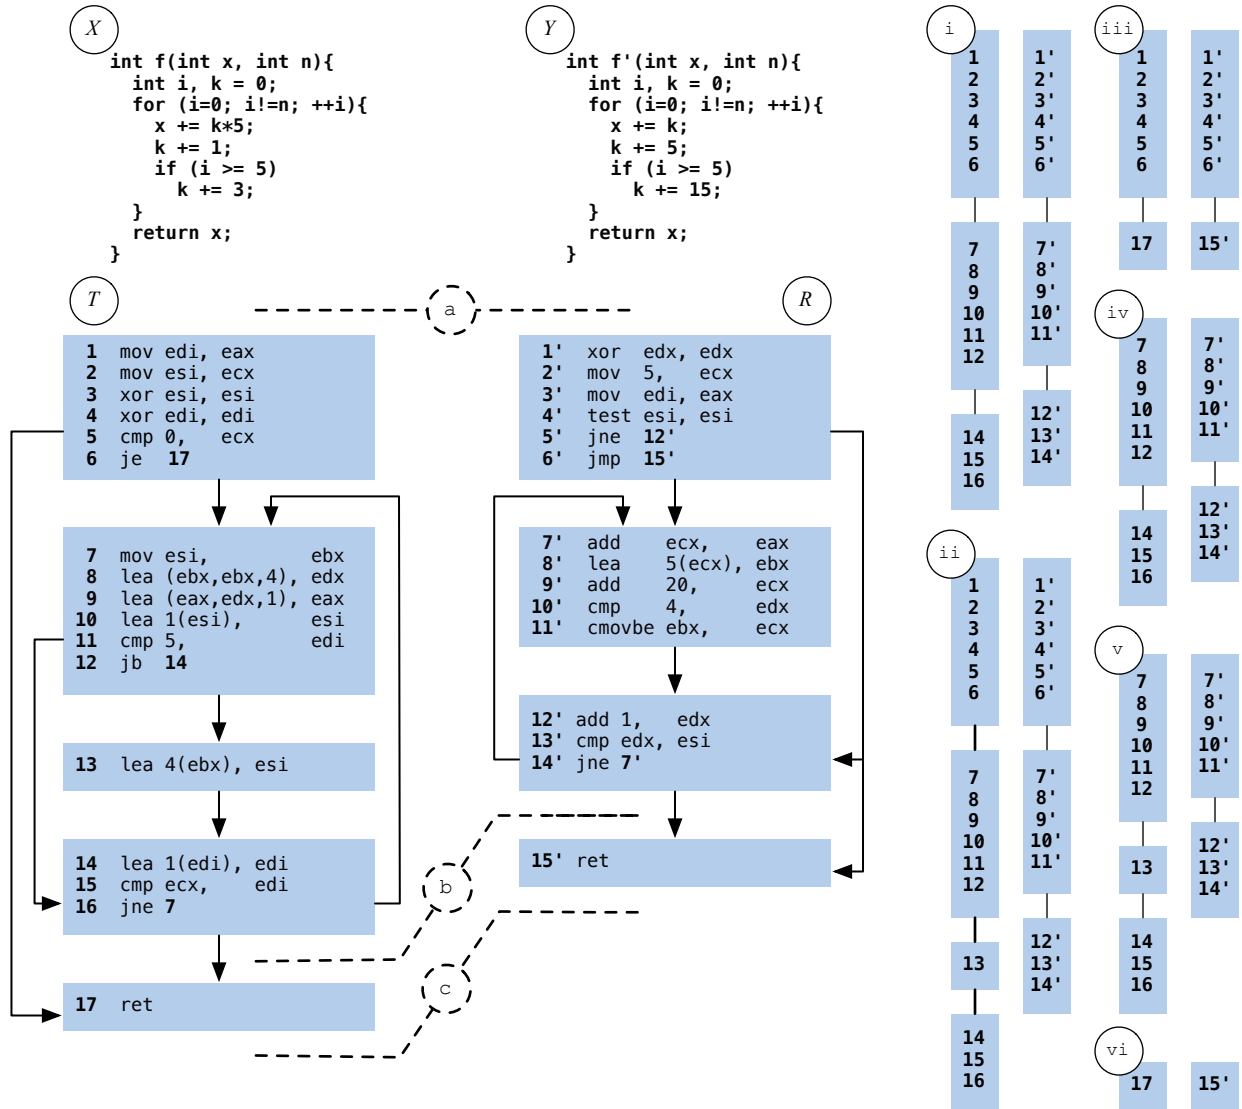 X
int f(int x, int n){
int i, k = 0;
for (i=0; i!=n; ++i){
x += k*5;
k += 1;
if (i >= 5)
k += 3;
}
return x;
}
Y
int f'(int x, int n){
int i, k = 0;
for (i=0; i!=n; ++i){
x += k;
k += 5;
if (i >= 5)
k += 15;
}
return x;
}
T
a
R
1 mov edi, eax
2 mov esi, ecx
3 xor esi, esi
4 xor edi, edi
5 cmp 0, ecx
6 je 17
7 mov esi, ebx
8 lea (ebx,ebx,4), edx
9 lea (eax,edx,1), eax
10 lea 1(esi), esi
11 cmp 5, edi
12 jb 14
13 lea 4(ebx), esi
14 lea 1(edi), edi
15 cmp ecx, edi
16 jne 7
17 ret
1' xor edx, edx
2' mov 5, ecx
3' mov edi, eax
4' test esi, esi
5' jne 12'
6' jmp 15'
7' add ecx, eax
8' lea 5(ecx), ebx
9' add 20, ecx
10' cmp 4, edx
11' cmovbe ebx, ecx
12' add 1, edx
13' cmp edx, esi
14' jne 7'
15' ret
b
c
i
1 1'
2 2'
3 3'
4 4'
5 5'
6 6'
7 7'
8 8'
9 9'
10 10'
11 11'
12
14 12'
15 13'
16 14'
ii
1 1'
2 2'
3 3'
4 4'
5 5'
6 6'
7 7'
8 8'
9 9'
10 10'
11 11'
12
13 12'
13'
14'
14
15
16
iii
1 1'
2 2'
3 3'
4 4'
5 5'
6 6'
17 15'
iv
7 7'
8 8'
9 9'
10 10'
11 11'
12
14 12'
15 13'
16 14'
v
7 7'
8 8'
9 9'
10 10'
11 11'
12
13 12'
13'
14'
14
15
16
vi
17 15'